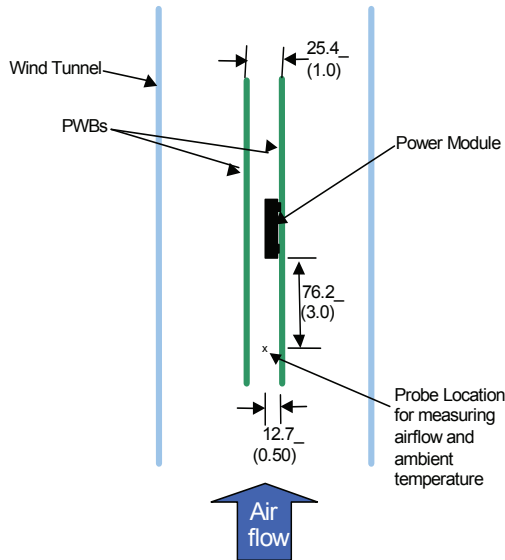 25.4_
(1.0)
Wind Tunnel
PWBs
Power Module
76.2_
(3.0)
x
Probe Location
for measuring
airflow and
ambient
temperature
12.7_
(0.50)
Air
flow